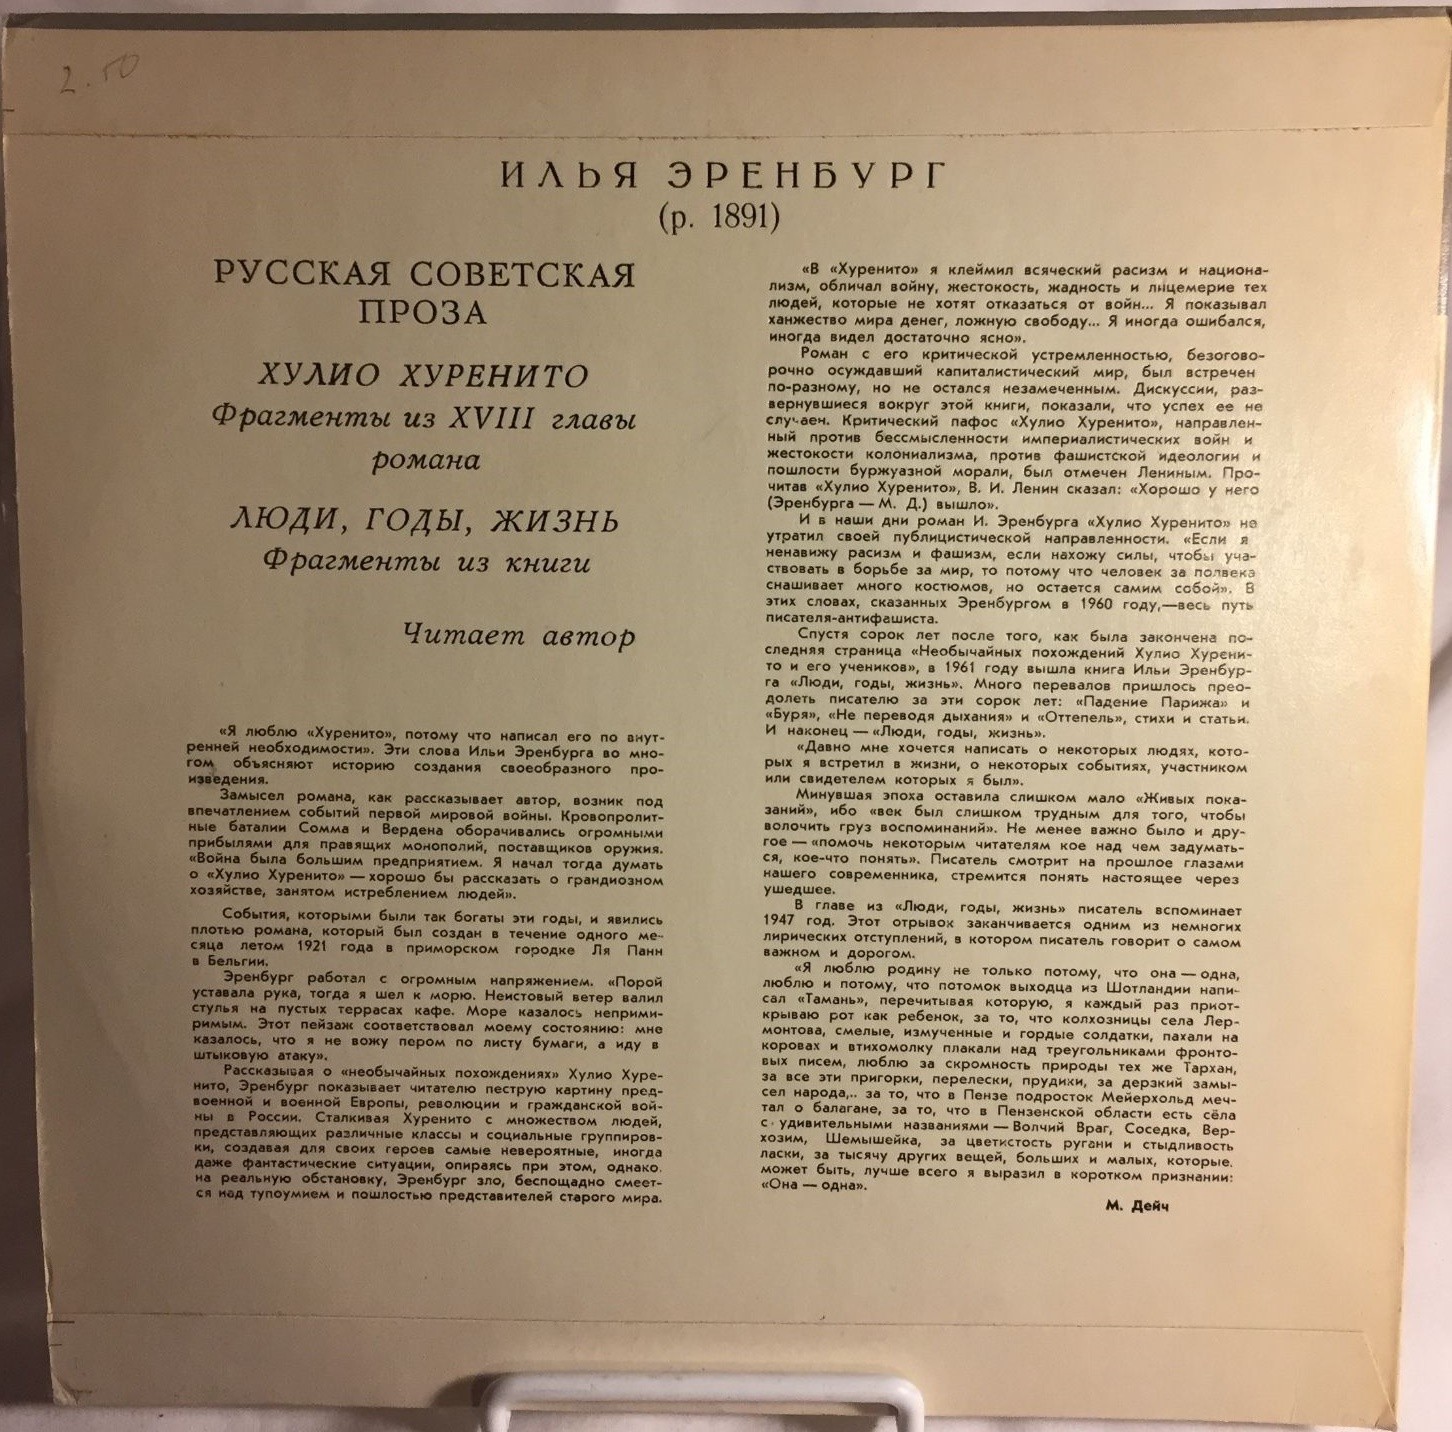 2.50
ИЛЬЯ ЭРЕНБУРГ
(р. 1891)
РУССКАЯ СОВЕТСКАЯ
ПРОЗА
ХУЛИО ХУРЕНИТО
Фрагменты из XVIII главы
романа
ЛЮДИ, ГОДЫ, ЖИЗНЬ
Фрагменты из книги
Читает автор
«Я люблю «Хуренито», потому что написал его по внут-
ренней необходимости». Эти слова Ильи Эренбурга во мно-
гом объясняют историю создания своеобразного про-
изведения.
Замысел романа, как рассказывает автор, возник под
впечатлением событий первой мировой войны. Кровопролит-
ные баталии Сомма и Вердена оборачивались огромными
прибылями для правящих монополий, поставщиков оружия.
«Война была большим предприятием. Я начал тогда думать
о «Хулио Хуренито» — хорошо бы рассказать о грандиозном
хозяйстве, занятом истреблением людей».
События, которыми были так богаты эти годы, и явились
плотью романа, который был создан в течение одного ме-
сяца летом 1921 года в приморском городке Ля Панн
в Бельгии.
Эренбург работал с огромным напряжением. «Порой
уставала рука, тогда я шел к морю. Неистовый ветер валил
стулья на пустых террасах кафе. Море казалось неприми-
римым. Этот пейзаж соответствовал моему состоянию: мне
казалось, что я не вожу пером по листу бумаги, а иду в
штыковую атаку».
Рассказывая о «необычайных похождениях» Хулио Хуре-
нито, Эренбург показывает читателю пеструю картину пред-
военной и военной Европы, революции и гражданской вой-
ны в России. Сталкивая Хуренито с множеством людей,
представляющих различные классы и социальные группиров-
ки, создавая для своих героев самые невероятные, иногда
даже фантастические ситуации, опираясь при этом, однако,
на реальную обстановку, Эренбург зло, беспощадно смеет-
ся над тупоумием и пошлостью представителей старого мира.
«В «Хуренито» я клеймил всяческий расизм и национа-
лизм, обличал войну, жестокость, жадность и лицемерие тех
людей, которые не хотят отказаться от войн... Я показывал
ханжество мира денег, ложную свободу... Я иногда ошибался,
иногда видел достаточно ясно».
Роман с его критической устремленностью, безогово-
рочно осуждавший капиталистический мир, был встречен
по-разному, но не остался незамеченным. Дискуссии, раз-
вернувшиеся вокруг этой книги, показали, что успех ее не
случаен. Критический пафос «Хулио Хуренито», направлен-
ный против бессмысленности империалистических войн и
жестокости колониализма, против фашистской идеологии и
пошлости буржуазной морали, был отмечен Лениным. Про-
читав «Хулио Хуренито», В. И. Ленин сказал: «Хорошо у него
(Эренбурга — М. Д.) вышло».
И в наши дни роман И. Эренбурга «Хулио Хуренито» не
утратил своей публицистической направленности. «Если я
ненавижу расизм и фашизм, если нахожу силы, чтобы уча-
ствовать в борьбе за мир, то потому что человек за полвека
снашивает много костюмов, но остается самим собой». В
этих словах, сказанных Эренбургом в 1960 году,—весь путь
писателя-антифашиста.
Спустя сорок лет после того, как была закончена по-
следняя страница «Необычайных похождений Хулио Хурени-
то и его учеников», в 1961 году вышла книга Ильи Эренбур-
га «Люди, годы, жизнь». Много перевалов пришлось прео-
долеть писателю за эти сорок лет: «Падение Парижа» и
«Буря», «Не переводя дыхания» и «Оттепель», стихи и статьи.
И наконец — «Люди, годы, жизнь».
«Давно мне хочется написать о некоторых людях, кото-
рых я встретил в жизни, о некоторых событиях, участником
или свидетелем которых я был».
Минувшая эпоха оставила слишком мало «Живых пока-
заний», ибо «век был слишком трудным для того, чтобы
волочить груз воспоминаний». Не менее важно было и дру-
гое — «помочь некоторым читателям кое над чем задумать-
ся, кое-что понять». Писатель смотрит на прошлое глазами
нашего современника, стремится понять настоящее через
ушедшее.
В главе из «Люди, годы, жизнь» писатель вспоминает
1947 год. Этот отрывок заканчивается одним из немногих
лирических отступлений, в котором писатель говорит о самом
важном и дорогом.
«Я люблю родину не только потому, что она — одна,
люблю и потому, что потомок выходца из Шотландии напи-
сал «Тамань», перечитывая которую, я каждый раз приот-
крываю рот как ребенок, за то, что колхозницы села Лер-
монтова, смелые, измученные и гордые солдатки, пахали на
коровах и втихомолку плакали над треугольниками фронто-
вых писем, люблю за скромность природы тех же Тархан,
за все эти пригорки, перелески, прудики, за дерзкий замы-
сел народа,.. за то, что в Пензе подросток Мейерхольд меч-
тал о балагане, за то, что в Пензенской области есть сёла
с удивительными названиями — Волчий Враг, Соседка, Вер-
хозим, Шемышейка, за цветистость ругани и стыдливость
ласки, за тысячу других вещей, больших и малых, которые,
может быть, лучше всего я выразил в коротком признании:
«Она — одна».
М. Дейч